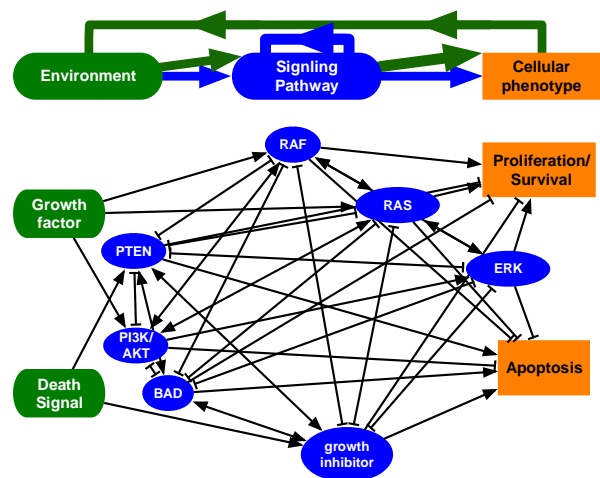 Environment
Signling
Pathway
Cellular
phenotype
RAF
Proliferation/
Survival
Growth
factor
RAS
PTEN
ERK
PI3K/
AKT
BAD
Death
Signal
Apoptosis
growth
inhibitor